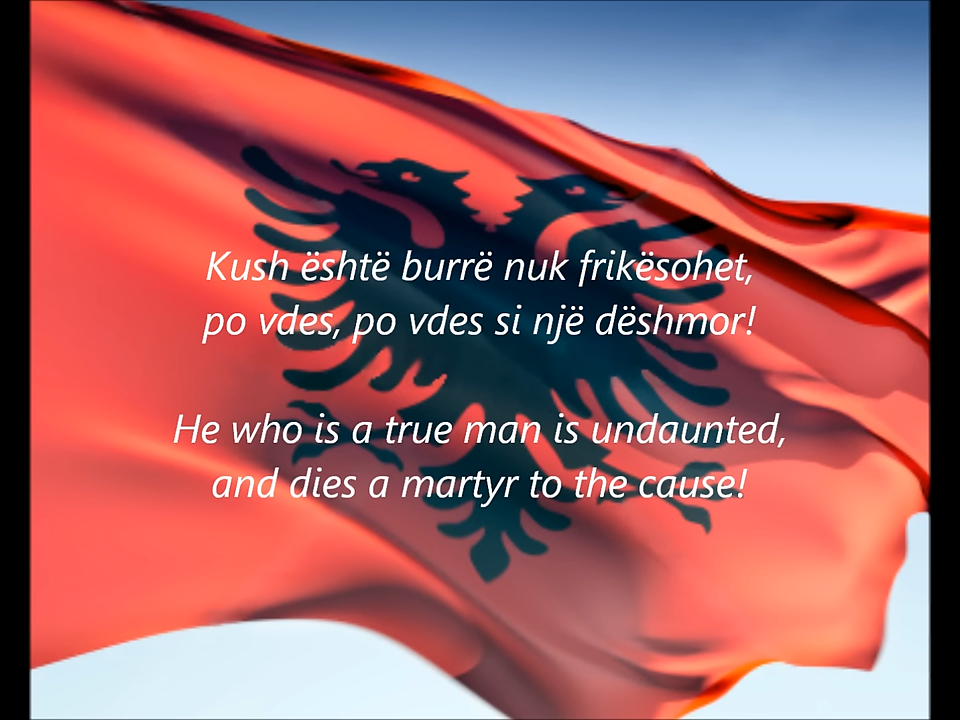 Kush është burrë nuk frikësohet,
po vdes, po vdes si një dëshmor!
He who is a true man is undaunted,
and dies a martyr to the cause!